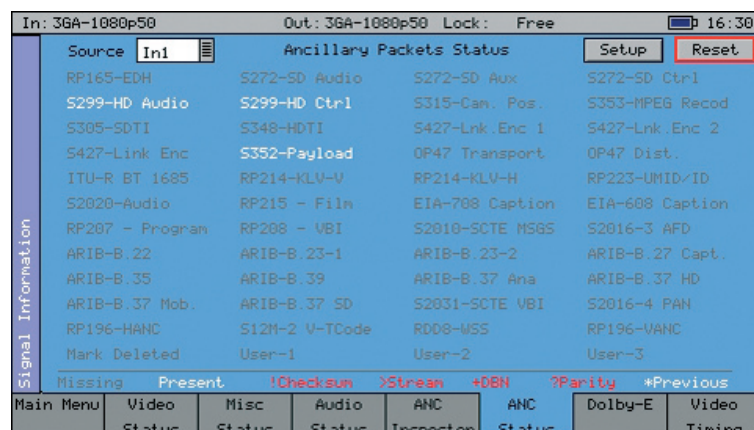 In: 3GA-1080p50 Out: 3GA-1080p50 Lock: Free 16:30
Source In1 Ancillary Packets Status Setup Reset
RP165-EDH S272-SD Audio S272-SD Aux S272-SD Ctrl
S299-HD Audio S299-HD Ctrl S315-Cam. Pos. S353-MPEG Recod
S305-SDTI S348-HDTI S427-Lnk.Enc 1 S427-Lnk.Enc 2
S427-Link Enc S352-Payload OP47 Transport OP47 Dist.
ITU-R BT 1685 RP214-KLV-V RP214-KLV-H RP223-UMID/ID
S2020-Audio RP215 - Film EIA-708 Caption EIA-608 Caption
RP207 - Program RP208 - VBI S2010-SCTE MSGS S2016-3 AFD
ARIB-B.22 ARIB-B.23-1 ARIB-B.23-2 ARIB-B.27 Capt.
ARIB-B.35 ARIB-B.39 ARIB-B.37 Ana ARIB-B.37 HD
ARIB-B.37 Mob. ARIB-B.37 SD S2031-SCTE VBI S2016-4 PAN
RP196-HANC S12M-2 V-TCode RDD8-WSS RP196-VANC
Mark Deleted User-1 User-2 User-3
Signal Information
Missing Present !Checksum >Stream +DBN ?Parity *Previous
Main Menu Video Misc Audio ANC ANC Dolby-E Video
Status Status Status Inspector Status Timing